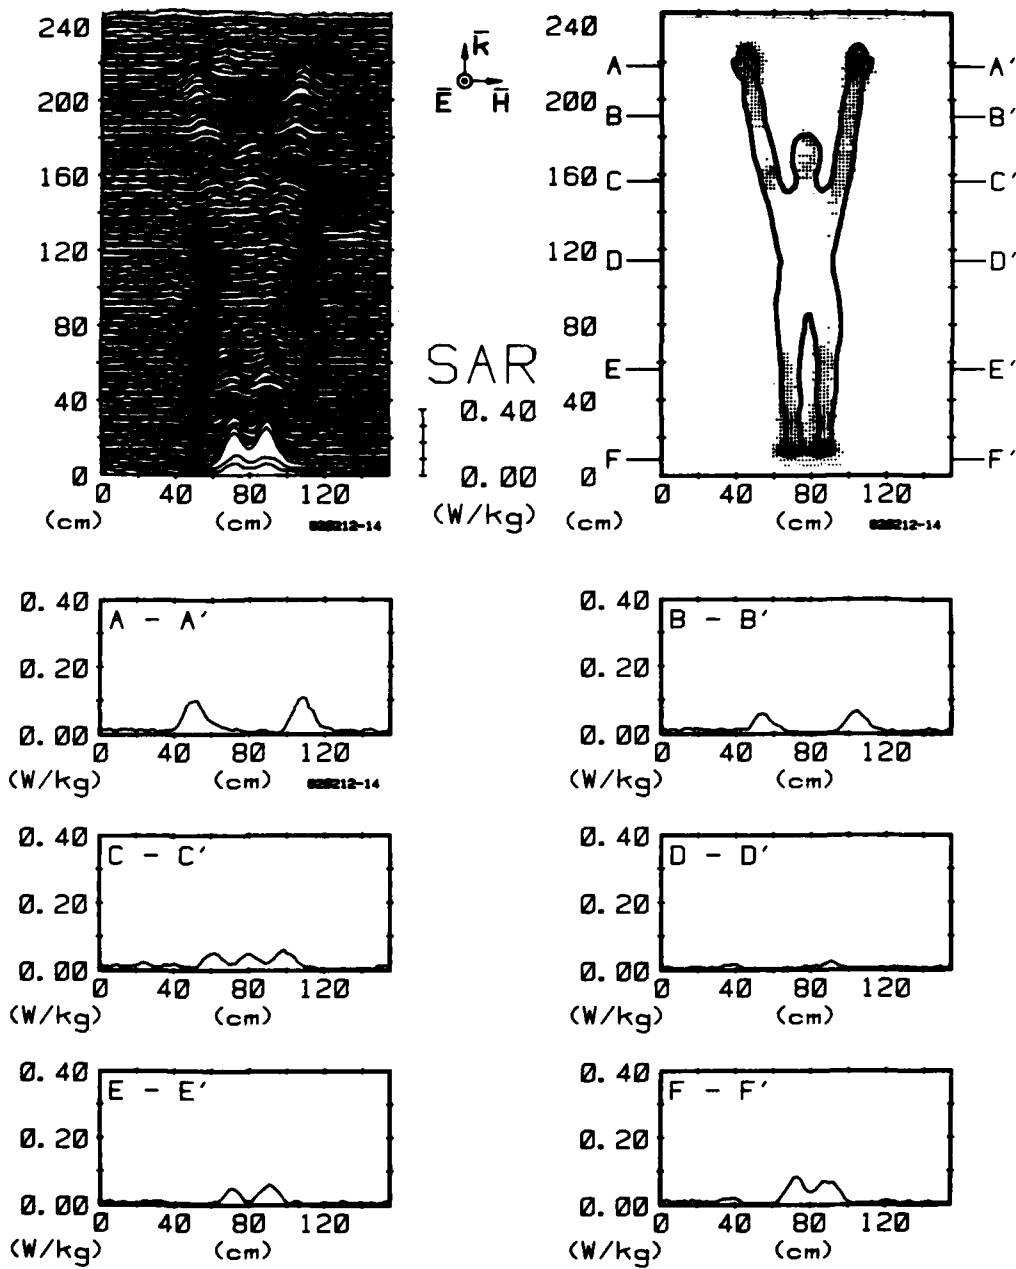 240
200
160
120
80
40
0
0 40 80 120
(cm) (cm)
k
E H
SAR
0.40
0.00
(W/kg)
240
200
160
120
80
40
0
A A'
B B'
C C'
D D'
E E'
F F'
0 40 80 120
(cm) (cm)
0.40
0.20
0.00
A - A'
0 40 80 120
(W/kg) (cm)
0.40
0.20
0.00
B - B'
0 40 80 120
(W/kg) (cm)
0.40
0.20
0.00
C - C'
0 40 80 120
(W/kg) (cm)
0.40
0.20
0.00
D - D'
0 40 80 120
(W/kg) (cm)
0.40
0.20
0.00
E - E'
0 40 80 120
(W/kg) (cm)
0.40
0.20
0.00
F - F'
0 40 80 120
(W/kg) (cm)